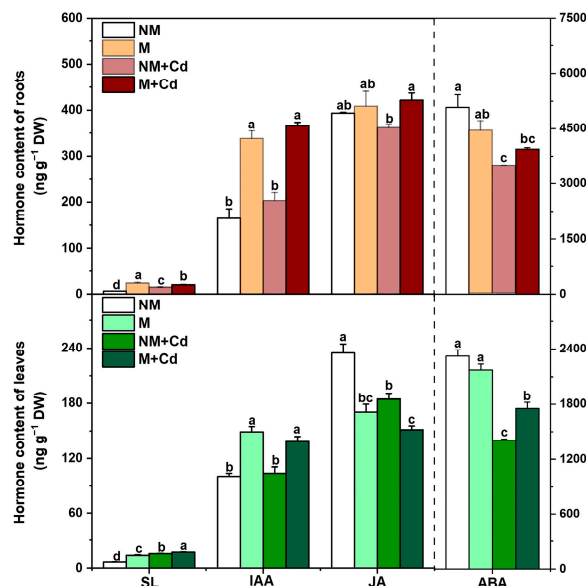 600
500
400
300
200
100
0
Hormone content of roots
(ng g⁻¹ DW)
NM
M
NM+Cd
M+Cd
d a c b
b a b a
ab ab b a
a ab c bc
7500
6000
4500
3000
1500
0
240
180
120
60
0
Hormone content of leaves
(ng g⁻¹ DW)
NM
M
NM+Cd
M+Cd
d c b a
b a b a
a bc b c
a a c b
2400
1800
1200
600
0
SL IAA JA ABA